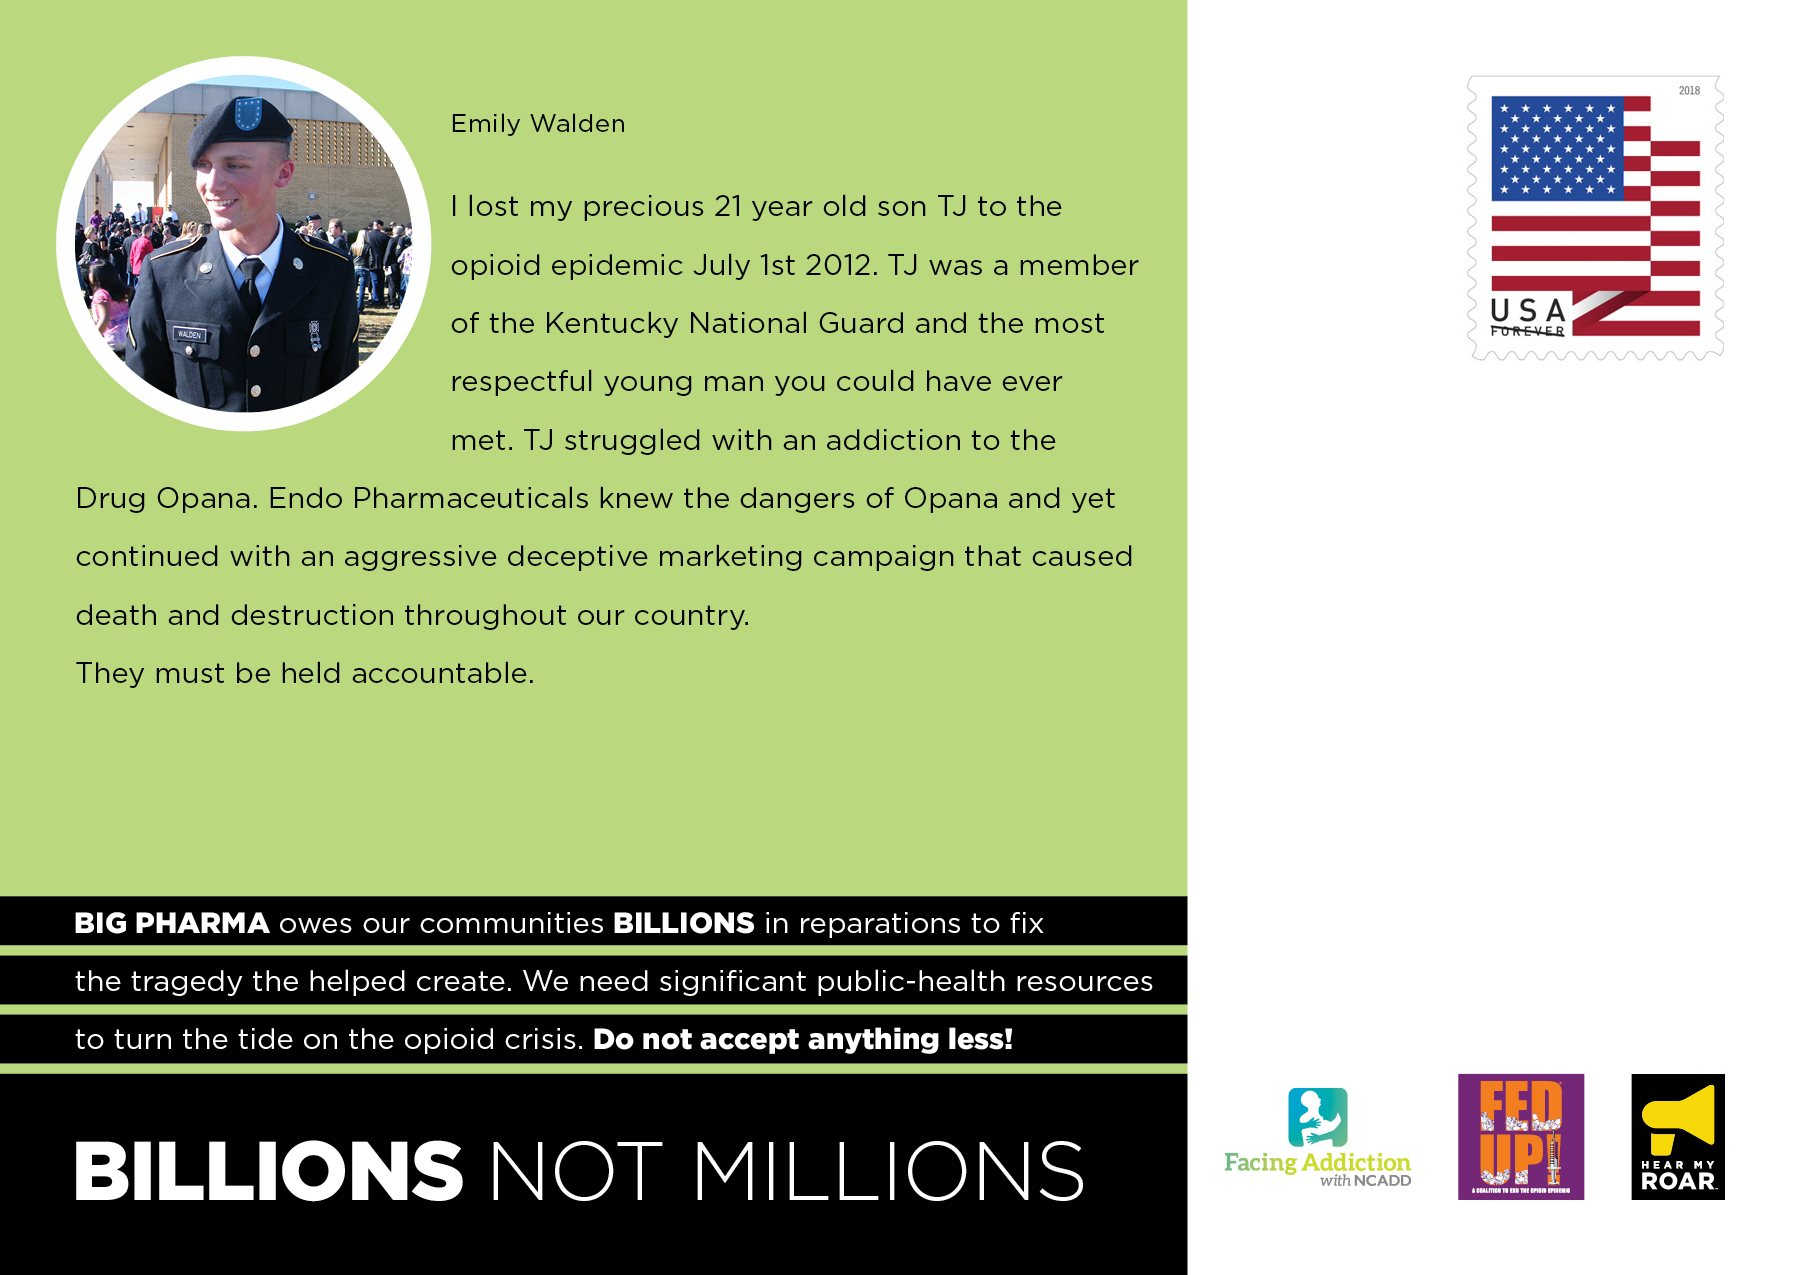 Emily Walden
I lost my precious 21 year old son TJ to the
opioid epidemic July 1st 2012. TJ was a member
of the Kentucky National Guard and the most
respectful young man you could have ever
met. TJ struggled with an addiction to the
Drug Opana. Endo Pharmaceuticals knew the dangers of Opana and yet
continued with an aggressive deceptive marketing campaign that caused
death and destruction throughout our country.
They must be held accountable.
WALDEN
BIG PHARMA owes our communities BILLIONS in reparations to fix
the tragedy the helped create. We need significant public-health resources
to turn the tide on the opioid crisis. Do not accept anything less!
BILLIONS NOT MILLIONS
2018
USA
FOREVER
Facing Addiction
with NCADD
FED
UP!
A COALITION TO END THE OPIOID EPIDEMIC
HEAR MY
ROAR